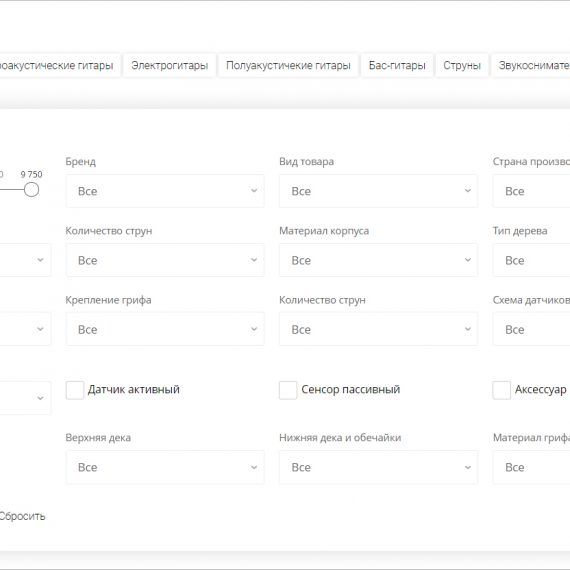 роакустические гитары Электрогитары Полуакустичекие гитары Бас-гитары Струны Звукоснимате
Бренд Вид товара Страна произво
0 9 750
Все Все Все
Количество струн Материал корпуса Тип дерева
Все Все Все
Крепление грифа Количество струн Схема датчиков
Все Все Все
Датчик активный Сенсор пассивный Аксессуар
Верхняя дека Нижняя дека и обечайки Материал грифа
Все Все Все
Сбросить